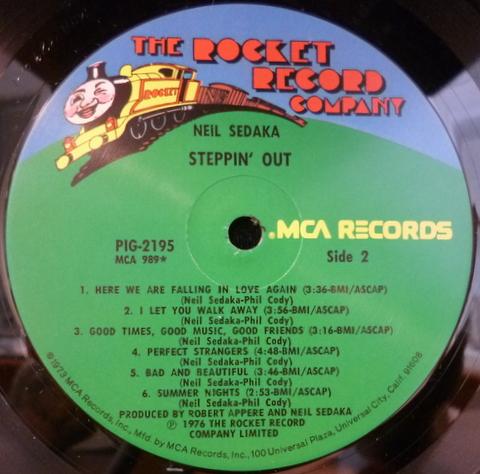 THE ROCKET
RECORD
COMPANY
ROCKET
NEIL SEDAKA
STEPPIN' OUT
.MCA RECORDS
PIG-2195
MCA 989*
Side 2
1. HERE WE ARE FALLING IN LOVE AGAIN (3:36-BMI/ASCAP)
(Neil Sedaka-Phil Cody)
2. I LET YOU WALK AWAY (3:56-BMI/ASCAP)
(Neil Sedaka-Phil Cody)
3. GOOD TIMES, GOOD MUSIC, GOOD FRIENDS (3:16-BMI/ASCAP)
(Neil Sedaka-Phil Cody)
4. PERFECT STRANGERS (4:48-BMI/ASCAP)
(Neil Sedaka-Phil Cody)
5. BAD AND BEAUTIFUL (3:46-BMI/ASCAP)
(Neil Sedaka-Phil Cody)
6. SUMMER NIGHTS (2:53-BMI/ASCAP)
(Neil Sedaka-Phil Cody)
PRODUCED BY ROBERT APPERE AND NEIL SEDAKA
℗ 1976 THE ROCKET RECORD
COMPANY LIMITED
©1973 MCA Records, Inc., Mfd. by MCA Records, Inc., 100 Universal Plaza, Universal City, Calif. 91608